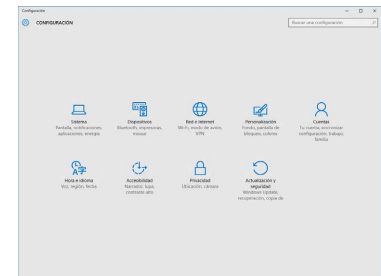 Configuración
CONFIGURACIÓN
Buscar una configuración
Sistema
Pantalla, notificaciones,
aplicaciones, energía
Dispositivos
Bluetooth, impresoras,
mouse
Red e Internet
Wi-Fi, modo de avión,
VPN
Personalización
Fondo, pantalla de
bloqueo, colores
Cuentas
Tu cuenta, sincronizar
configuración, trabajo,
familia
Hora e idioma
Voz, región, fecha
Accesibilidad
Narrador, lupa,
contraste alto
Privacidad
Ubicación, cámara
Actualización y
seguridad
Windows Update,
recuperación, copia de